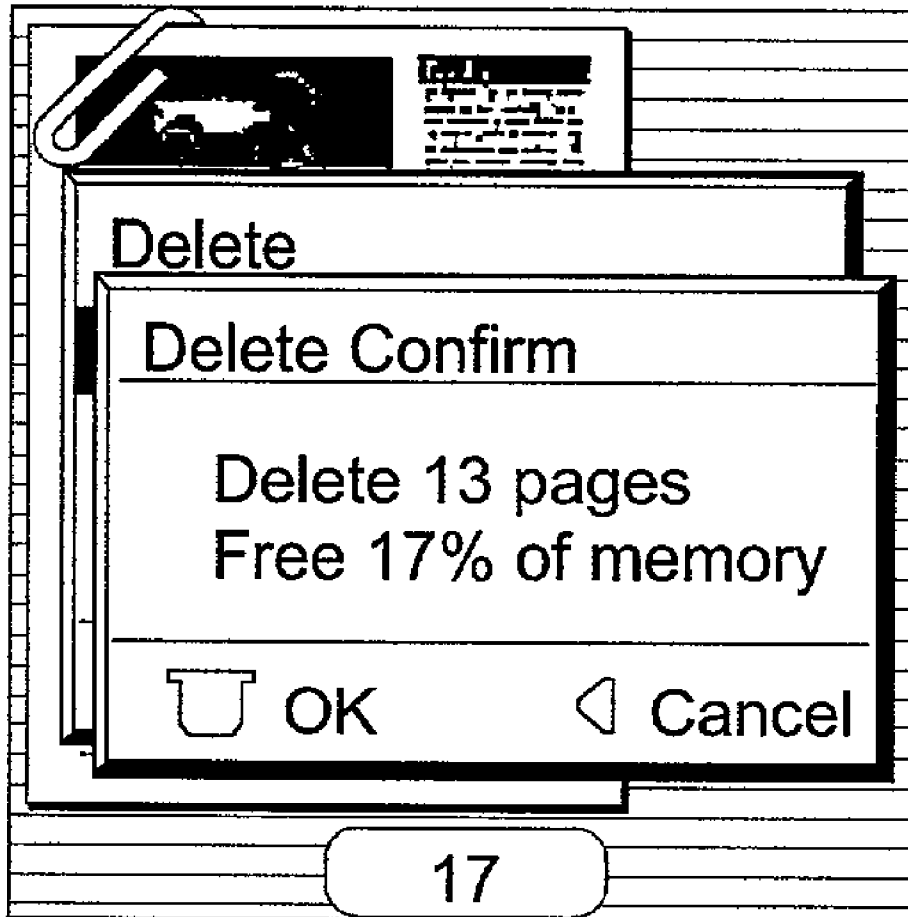 Delete
Delete Confirm
Delete 13 pages
Free 17% of memory
OK Cancel
17